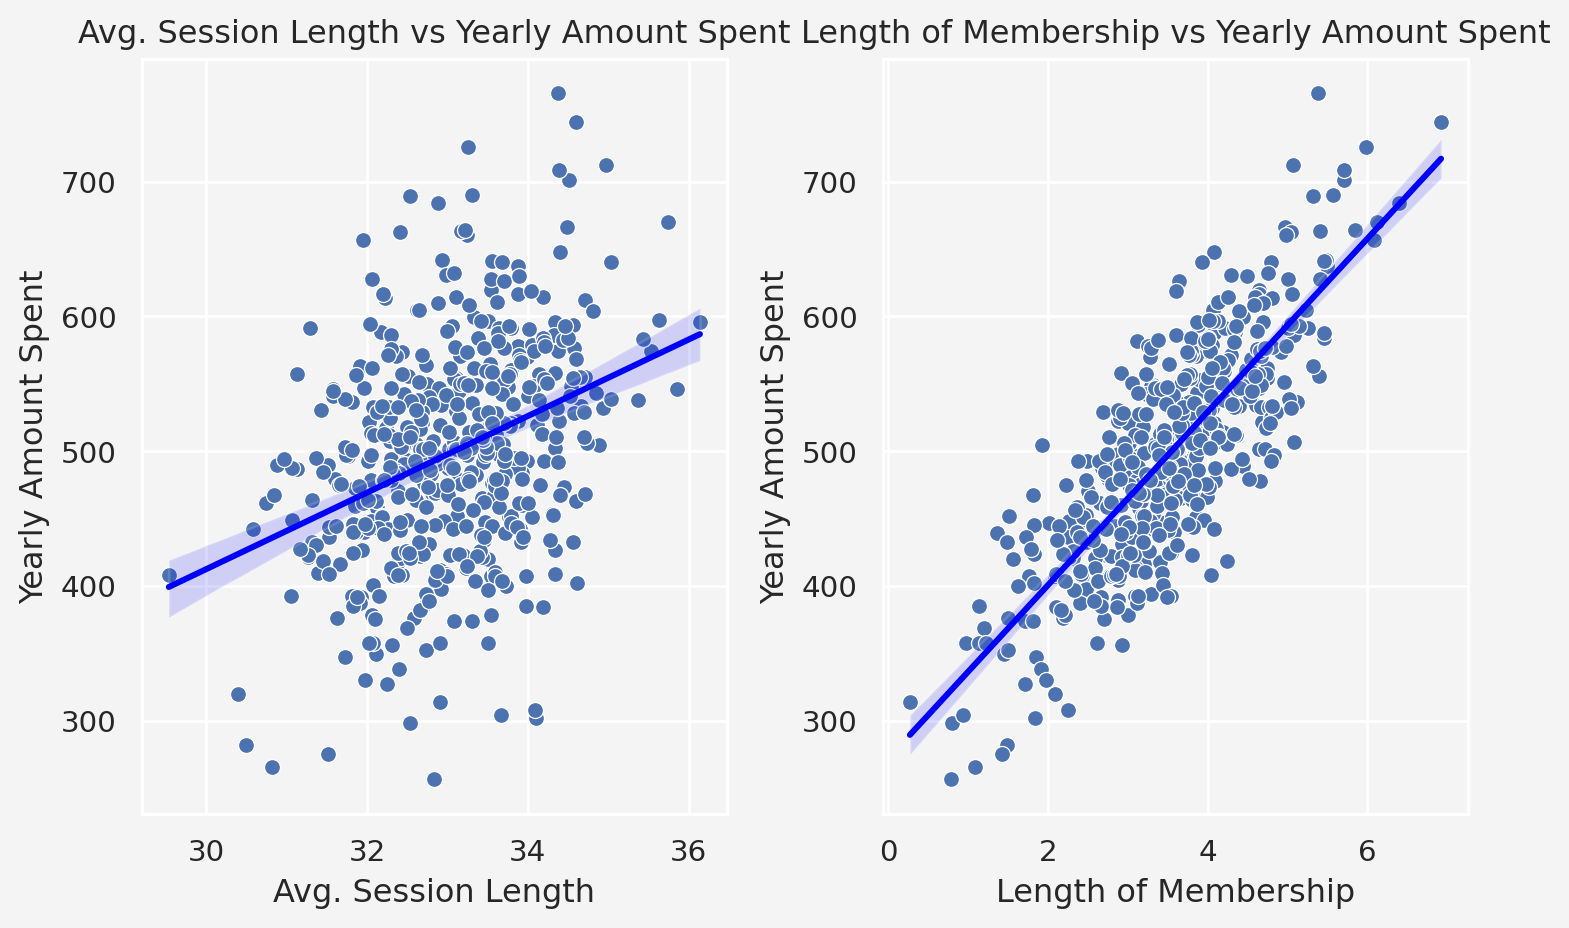 Avg. Session Length vs Yearly Amount Spent
Yearly Amount Spent
700
600
500
400
300
30 32 34 36
Avg. Session Length
Length of Membership vs Yearly Amount Spent
Yearly Amount Spent
700
600
500
400
300
0 2 4 6
Length of Membership